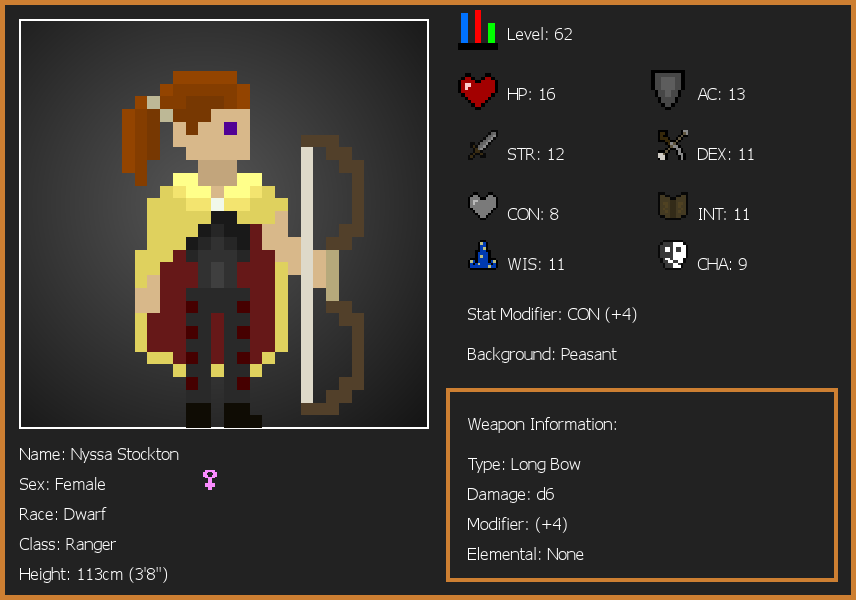 Level: 62
HP: 16
AC: 13
STR: 12
DEX: 11
CON: 8
INT: 11
WIS: 11
CHA: 9
Stat Modifier: CON (+4)
Background: Peasant
Weapon Information:
Type: Long Bow
Damage: d6
Modifier: (+4)
Elemental: None
Name: Nyssa Stockton
Sex: Female
Race: Dwarf
Class: Ranger
Height: 113cm (3'8")